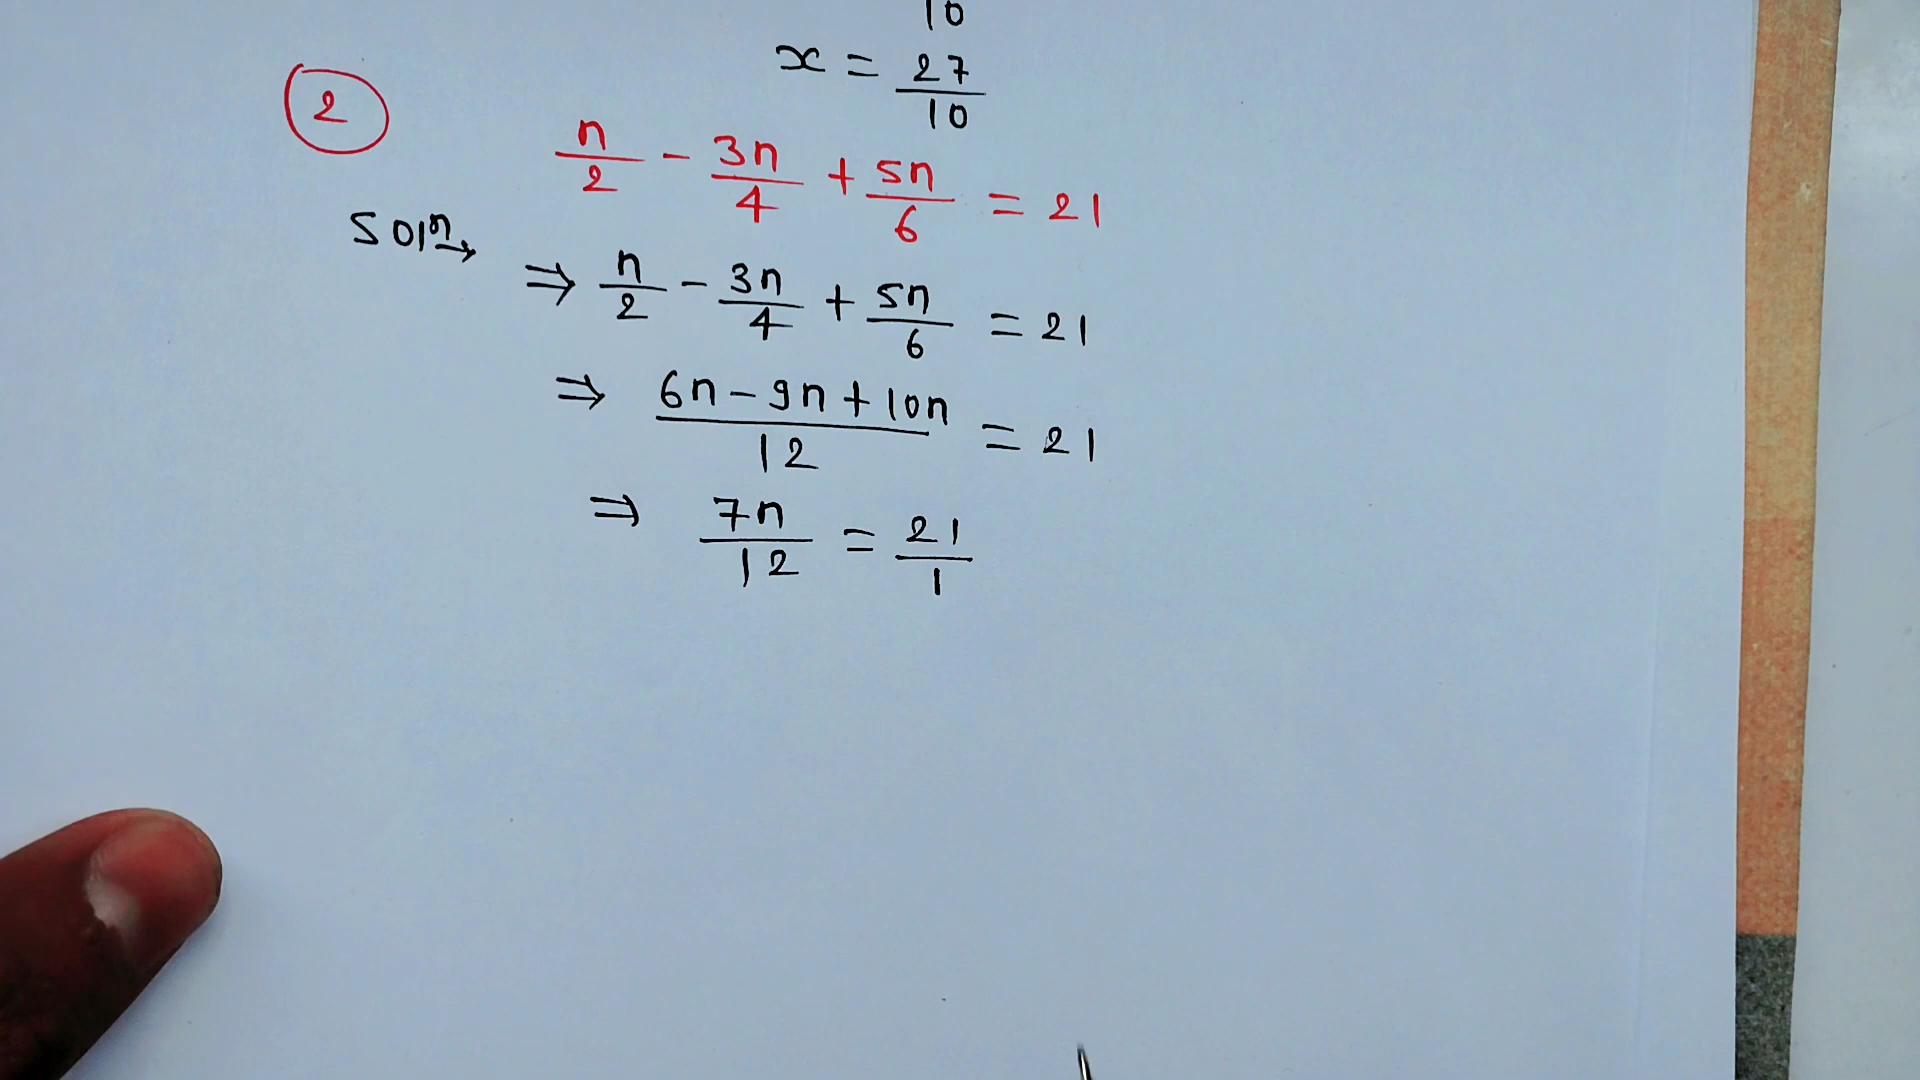 10
x = 27/10
2
n/2 - 3n/4 + 5n/6 = 21
Solⁿ→
⇒ n/2 - 3n/4 + 5n/6 = 21
⇒ (6n - 9n + 10n)/12 = 21
⇒ 7n/12 = 21/1